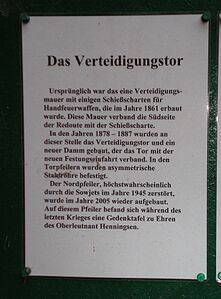 Das Verteidigungstor
Ursprünglich war das eine Verteidigungs-
mauer mit einigen Schießscharten für
Handfeuerwaffen, die im Jahre 1861 erbaut
wurde. Diese Mauer verband die Südseite
der Redoute mit der Schießscharte.
In den Jahren 1878 – 1887 wurden an
dieser Stelle das Verteidigungstor und ein
neuer Damm gebaut, der das Tor mit der
neuen Festungseinfahrt verband. In den
Torpfeilern wurden asymmetrische
Stahlrohre befestigt.
Der Nordpfeiler, höchstwahrscheinlich
durch die Sowjets im Jahre 1945 zerstört,
wurde im Jahre 2005 wieder aufgebaut.
Auf diesem Pfeiler befand sich während des
letzten Krieges eine Gedenktafel zu Ehren
des Oberleutnant Henningsen.